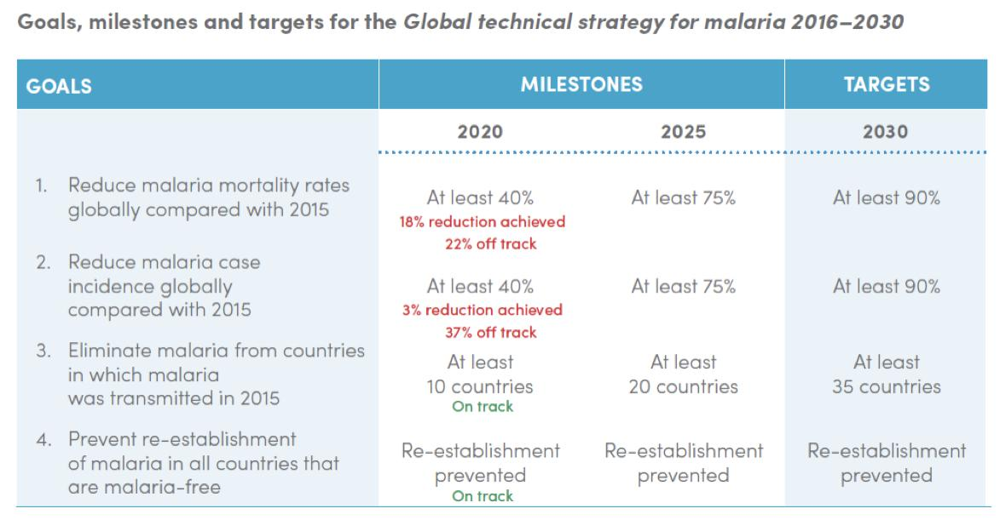 Goals, milestones and targets for the Global technical strategy for malaria 2016–2030
GOALS
MILESTONES
TARGETS
2020
2025
2030
1. Reduce malaria mortality rates
globally compared with 2015
At least 40%
18% reduction achieved
22% off track
At least 75%
At least 90%
2. Reduce malaria case
incidence globally
compared with 2015
At least 40%
3% reduction achieved
37% off track
At least 75%
At least 90%
3. Eliminate malaria from countries
in which malaria
was transmitted in 2015
At least
10 countries
On track
At least
20 countries
At least
35 countries
4. Prevent re-establishment
of malaria in all countries that
are malaria-free
Re-establishment
prevented
On track
Re-establishment
prevented
Re-establishment
prevented